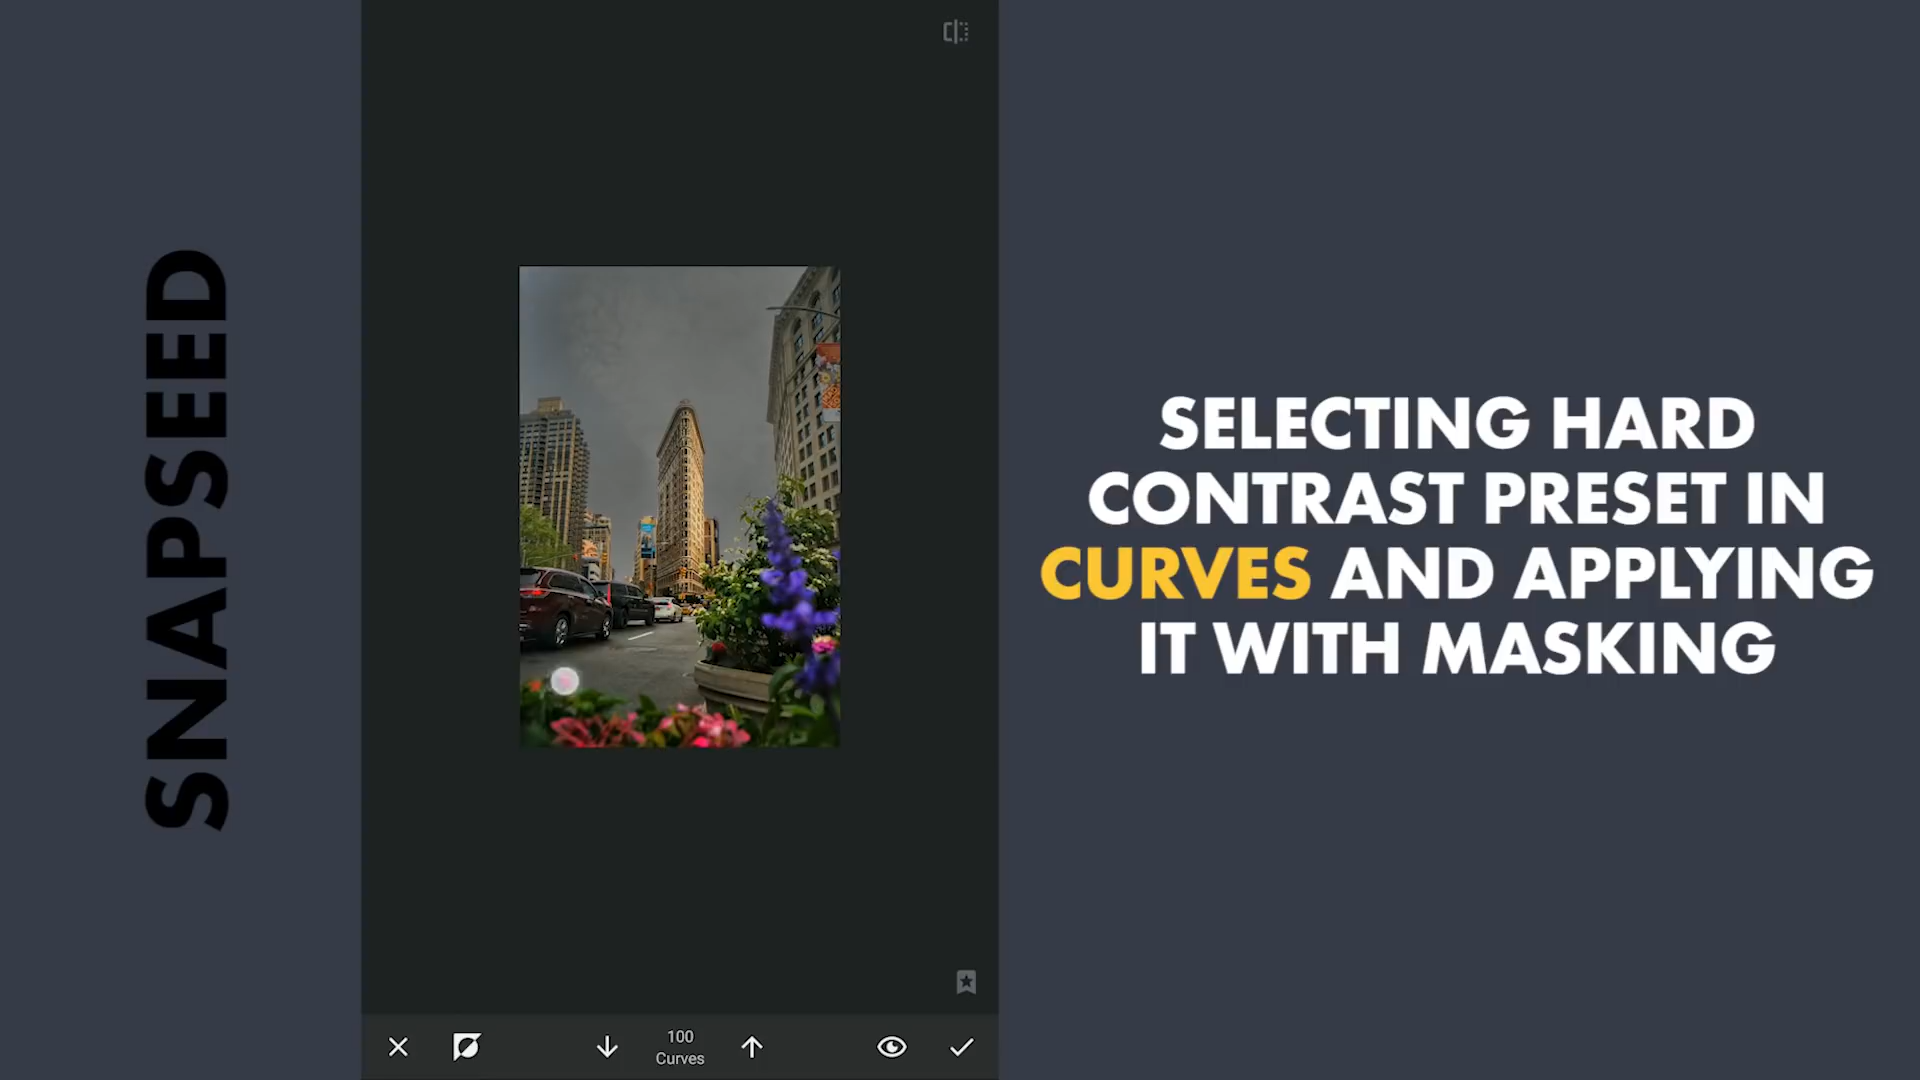 SNAPSEED
SELECTING HARD
CONTRAST PRESET IN
CURVES AND APPLYING
IT WITH MASKING
100
Curves